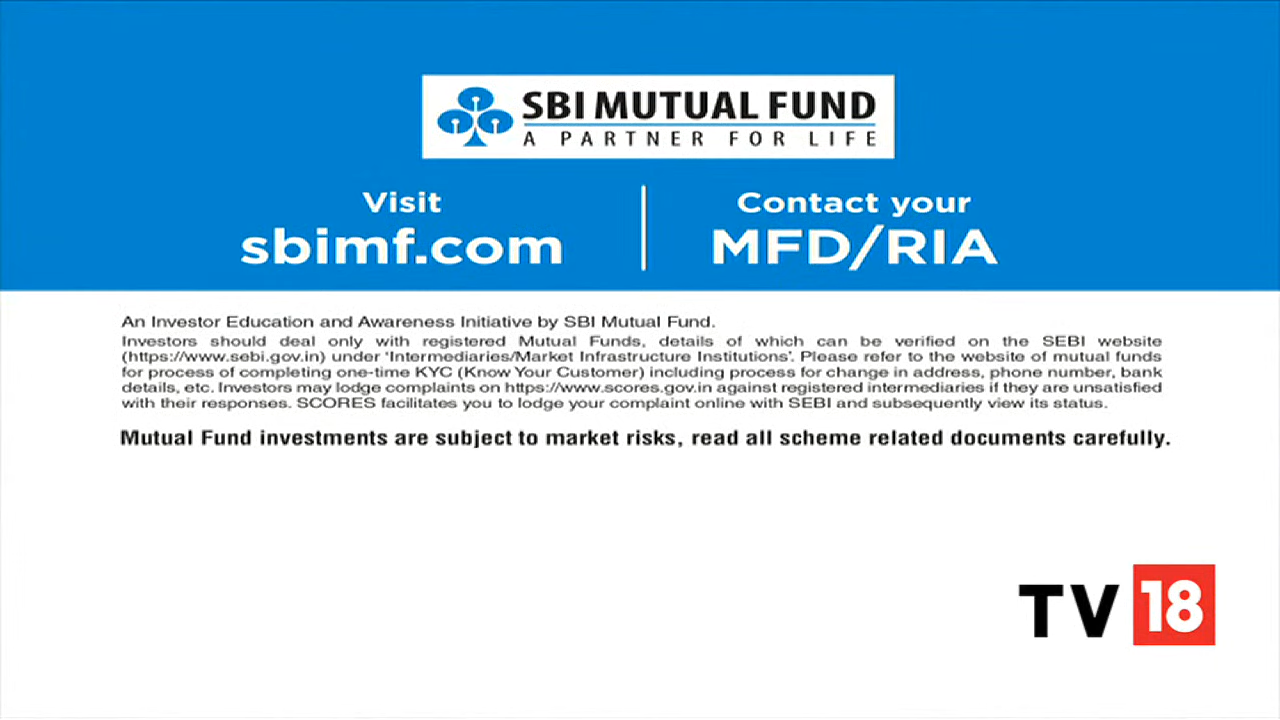 SBI MUTUAL FUND
A PARTNER FOR LIFE
Visit
sbimf.com
Contact your
MFD/RIA
An Investor Education and Awareness Initiative by SBI Mutual Fund.
Investors should deal only with registered Mutual Funds, details of which can be verified on the SEBI website
(https://www.sebi.gov.in) under ‘Intermediaries/Market Infrastructure Institutions’. Please refer to the website of mutual funds
for process of completing one-time KYC (Know Your Customer) including process for change in address, phone number, bank
details, etc. Investors may lodge complaints on https://www.scores.gov.in against registered intermediaries if they are unsatisfied
with their responses. SCORES facilitates you to lodge your complaint online with SEBI and subsequently view its status.
Mutual Fund investments are subject to market risks, read all scheme related documents carefully.
TV 18